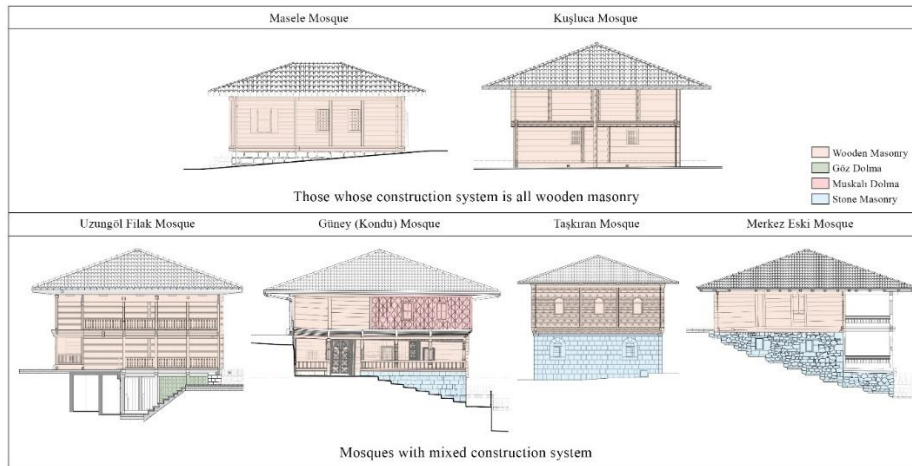 Masele Mosque
Kuşluca Mosque
Wooden Masonry
Göz Dolma
Muskalı Dolma
Stone Masonry
Those whose construction system is all wooden masonry
Uzungöl Filak Mosque
Güney (Kondu) Mosque
Taşkıran Mosque
Merkez Eski Mosque
Mosques with mixed construction system